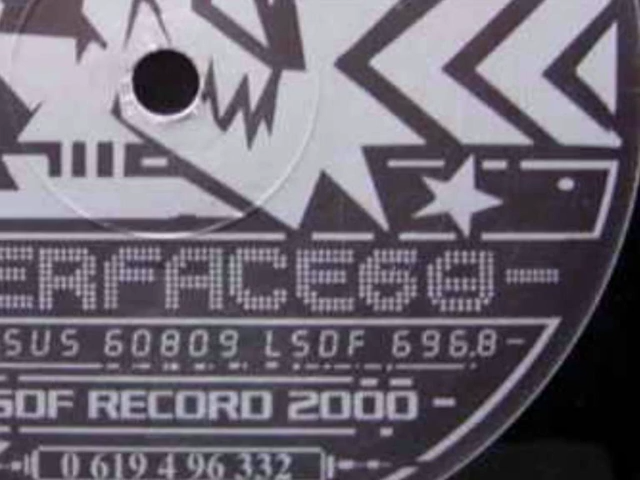 ERFACE60-
SUS 60809 LSDF 696.8-
SDF RECORD 2000 -
0 619 4 96 332